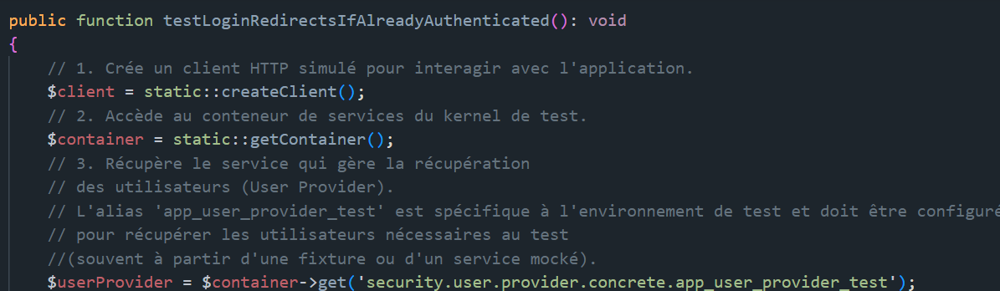 public function testLoginRedirectsIfAlreadyAuthenticated(): void
{
// 1. Crée un client HTTP simulé pour interagir avec l'application.
$client = static::createClient();
// 2. Accède au conteneur de services du kernel de test.
$container = static::getContainer();
// 3. Récupère le service qui gère la récupération
// des utilisateurs (User Provider).
// L'alias 'app_user_provider_test' est spécifique à l'environnement de test et doit être configuré
// pour récupérer les utilisateurs nécessaires au test
//(souvent à partir d'une fixture ou d'un service mocké).
$userProvider = $container->get('security.user.provider.concrete.app_user_provider_test');